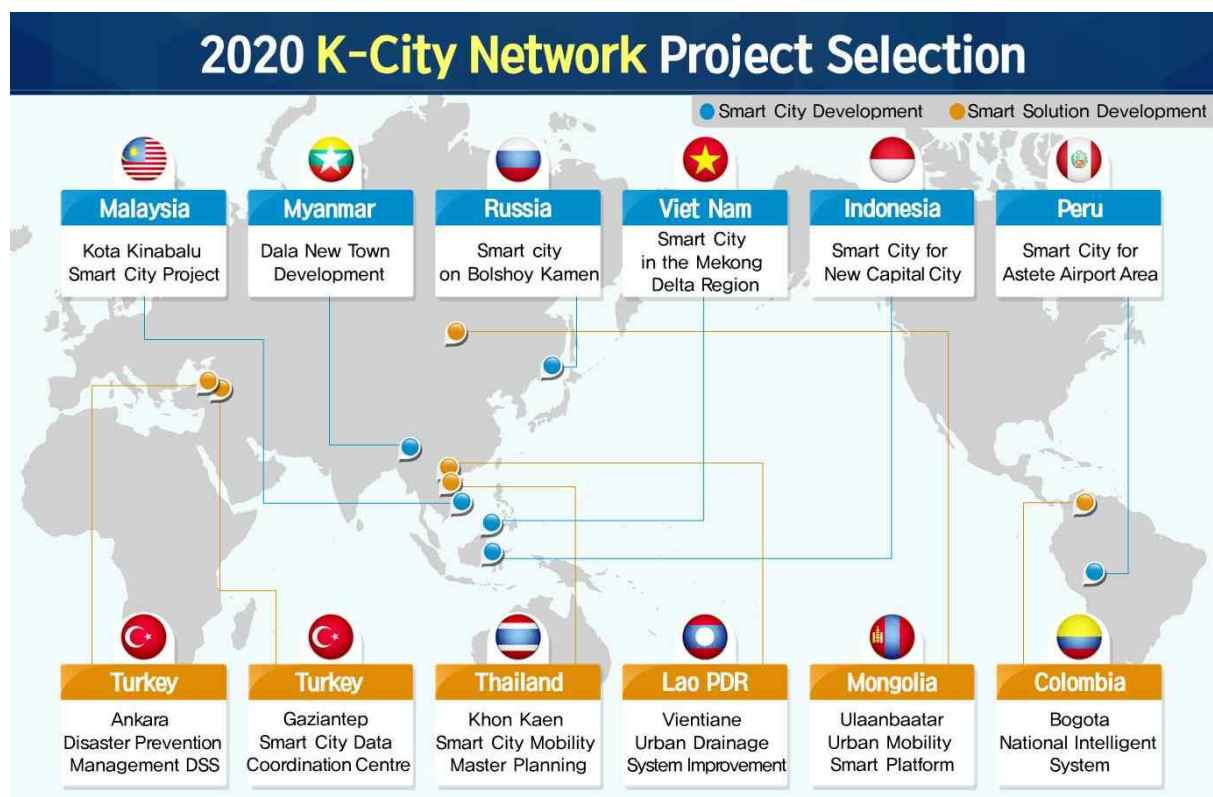 2020 K-City Network Project Selection
Smart City Development
Smart Solution Development
Malaysia
Kota Kinabalu
Smart City Project
Myanmar
Dala New Town
Development
Russia
Smart city
on Bolshoy Kamen
Viet Nam
Smart City
in the Mekong
Delta Region
Indonesia
Smart City for
New Capital City
Peru
Smart City for
Astete Airport Area
Turkey
Ankara
Disaster Prevention
Management DSS
Turkey
Gaziantep
Smart City Data
Coordination Centre
Thailand
Khon Kaen
Smart City Mobility
Master Planning
Lao PDR
Vientiane
Urban Drainage
System Improvement
Mongolia
Ulaanbaatar
Urban Mobility
Smart Platform
Colombia
Bogota
National Intelligent
System